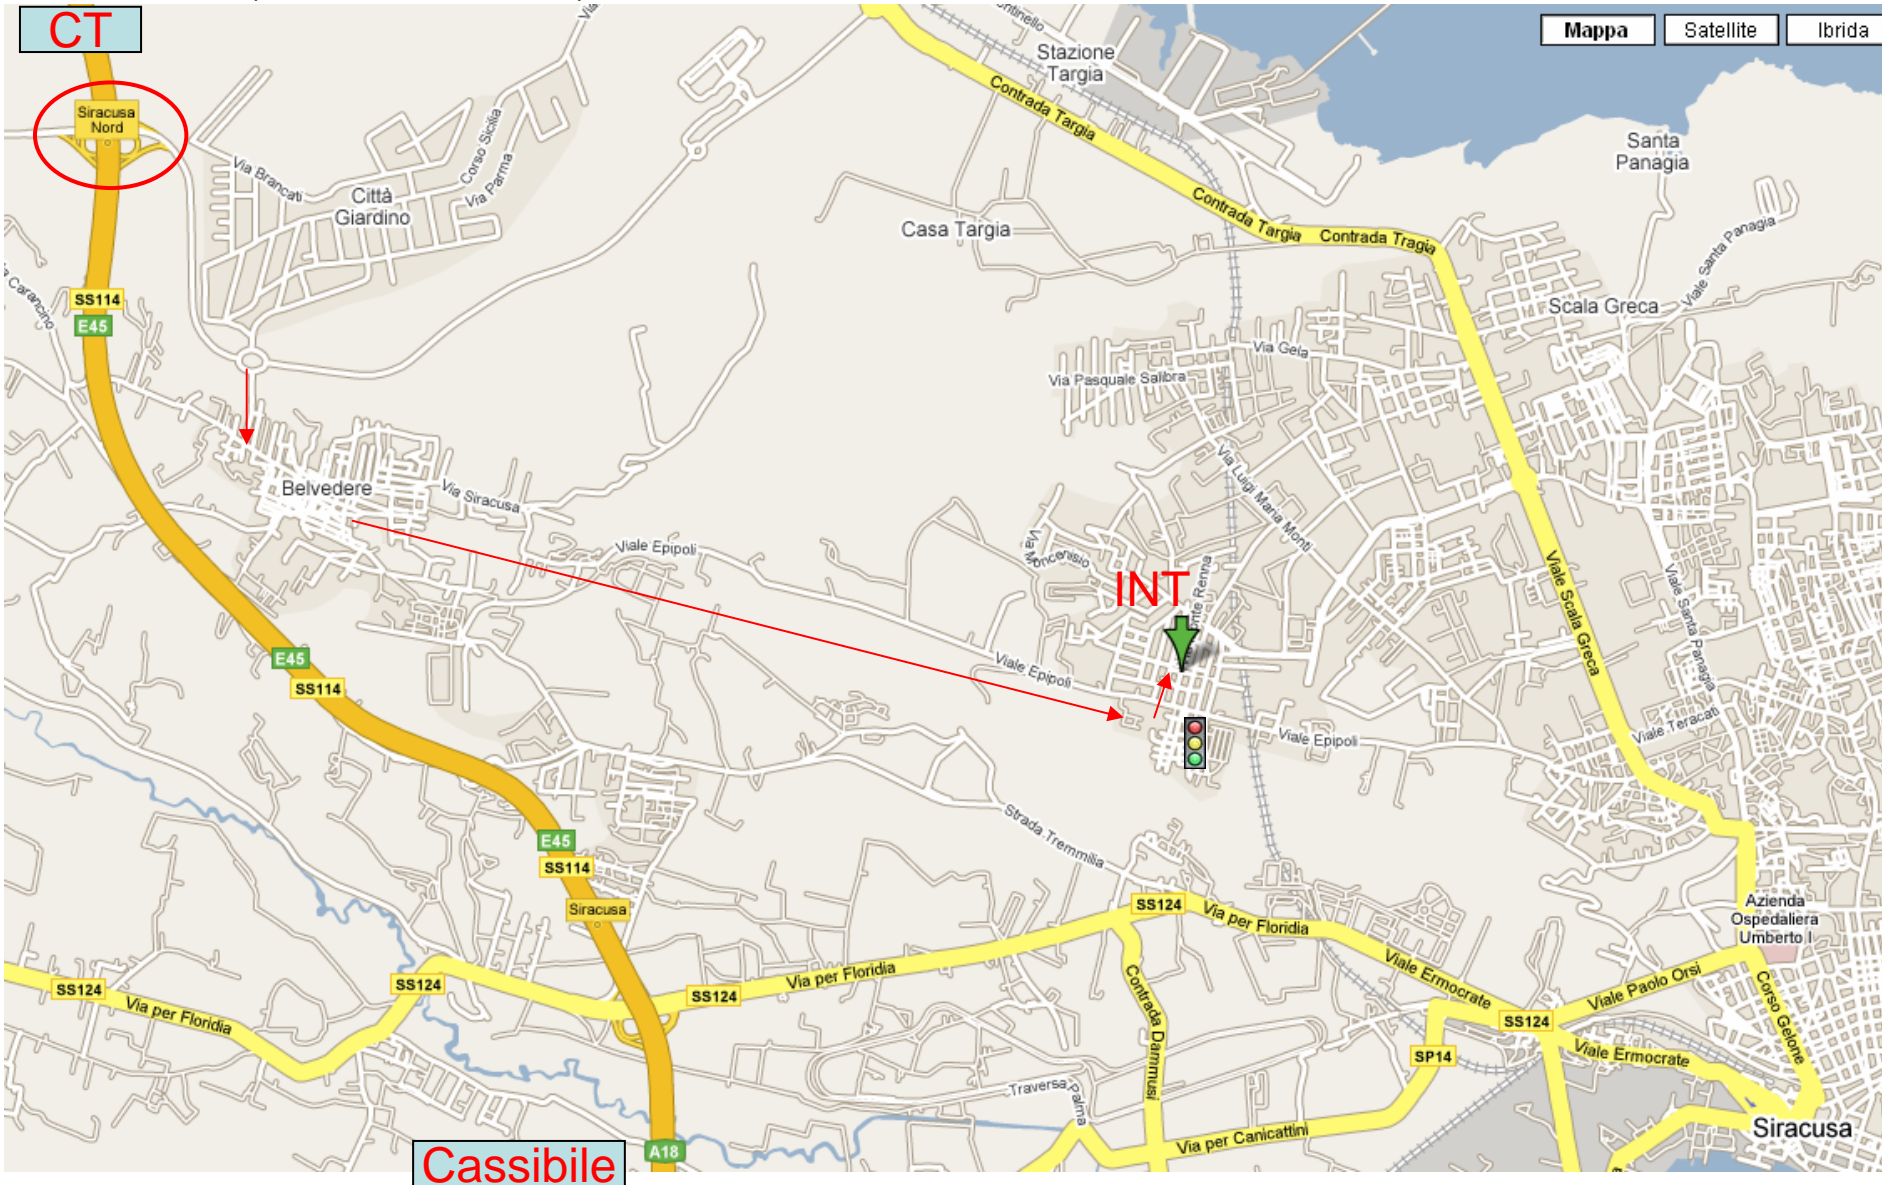 CT
Mappa
Satellite
Ibrida
Siracusa
Nord
Stazione
Targia
Contrada Targia
Santa
Panagia
Via Brancati
Corso Sicilia
Via Parma
Città
Giardino
Casa Targia
Contrada Targia
Contrada Tragia
Viale Santa Panagia
Carancino
SS114
E45
Scala Greca
Via Gela
Via Pasquale Salibra
Via Luigi Maria Monti
Belvedere
Via Siracusa
Viale Epipoli
Via Moncenisio
INT
Renna
Viale Scala Greca
Viale Santa Panagia
E45
SS114
Viale Epipoli
Viale Epipoli
Viale Teracati
Strada Tremmilia
E45
SS114
Siracusa
SS124
Via per Floridia
Azienda
Ospedaliera
Umberto I
Viale Ermocrate
Viale Paolo Orsi
Corso Gelone
SS124
Via per Floridia
SS124
SS124
Via per Floridia
Contrada Dammusi
SS124
Viale Ermocrate
SP14
Traversa Palma
Via per Canicattini
Siracusa
A18
Cassibile